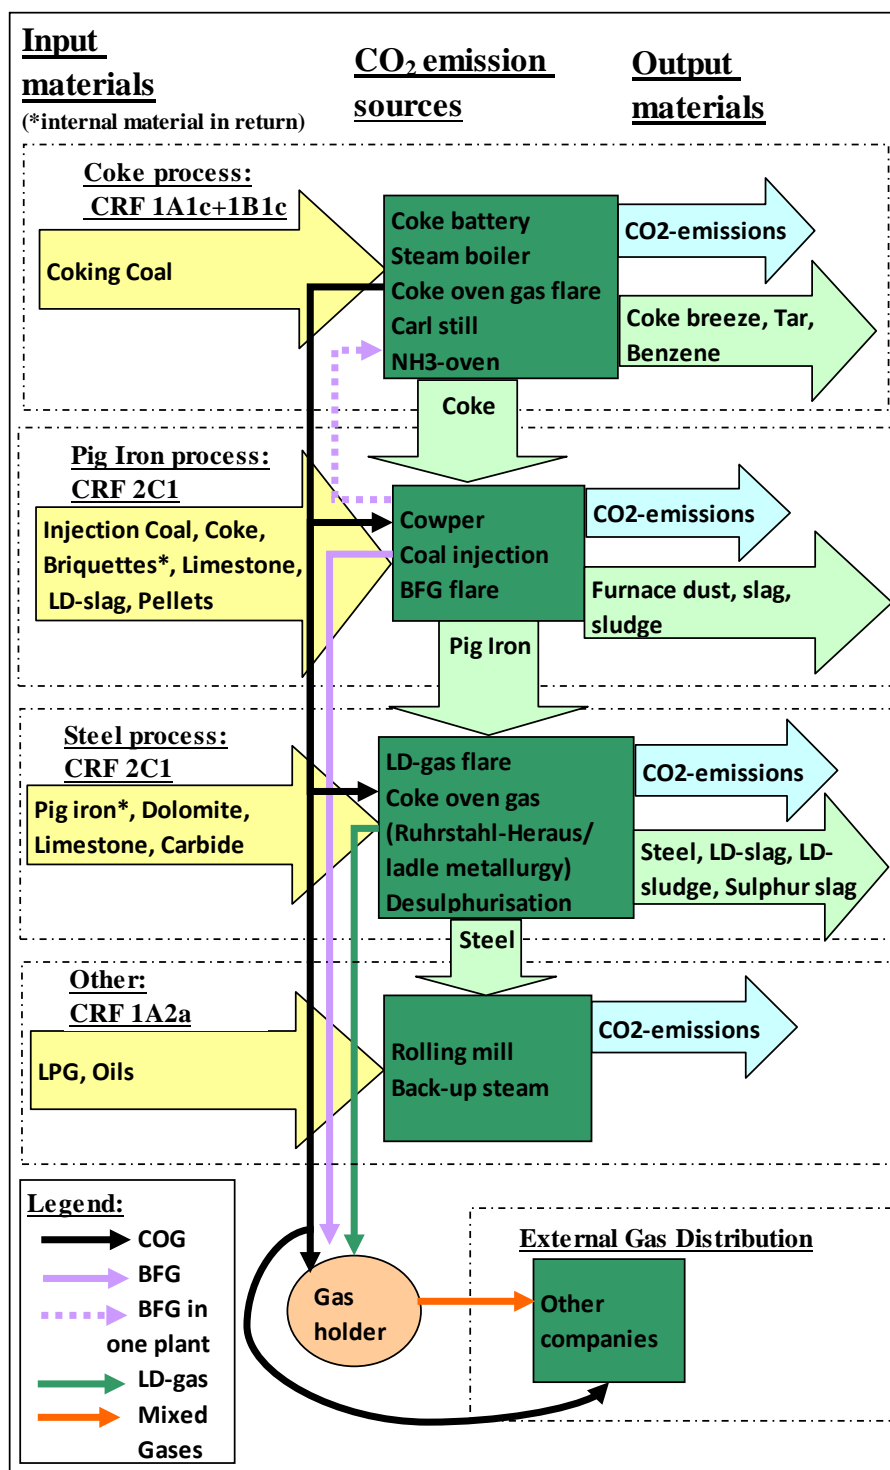 Input
materials
(*internal material in return)
CO₂ emission
sources
Output
materials
Coke process:
CRF 1A1c+1B1c
Coking Coal
Coke battery
Steam boiler
Coke oven gas flare
Carl still
NH3-oven
CO2-emissions
Coke breeze, Tar,
Benzene
Coke
Pig Iron process:
CRF 2C1
Injection Coal, Coke,
Briquettes*, Limestone,
LD-slag, Pellets
Cowper
Coal injection
BFG flare
CO2-emissions
Furnace dust, slag,
sludge
Pig Iron
Steel process:
CRF 2C1
Pig iron*, Dolomite,
Limestone, Carbide
LD-gas flare
Coke oven gas
(Ruhrstahl-Heraus/
ladle metallurgy)
Desulphurisation
CO2-emissions
Steel, LD-slag, LD-
sludge, Sulphur slag
Steel
Other:
CRF 1A2a
LPG, Oils
Rolling mill
Back-up steam
CO2-emissions
Legend:
COG
BFG
BFG in
one plant
LD-gas
Mixed
Gases
Gas
holder
External Gas Distribution
Other
companies